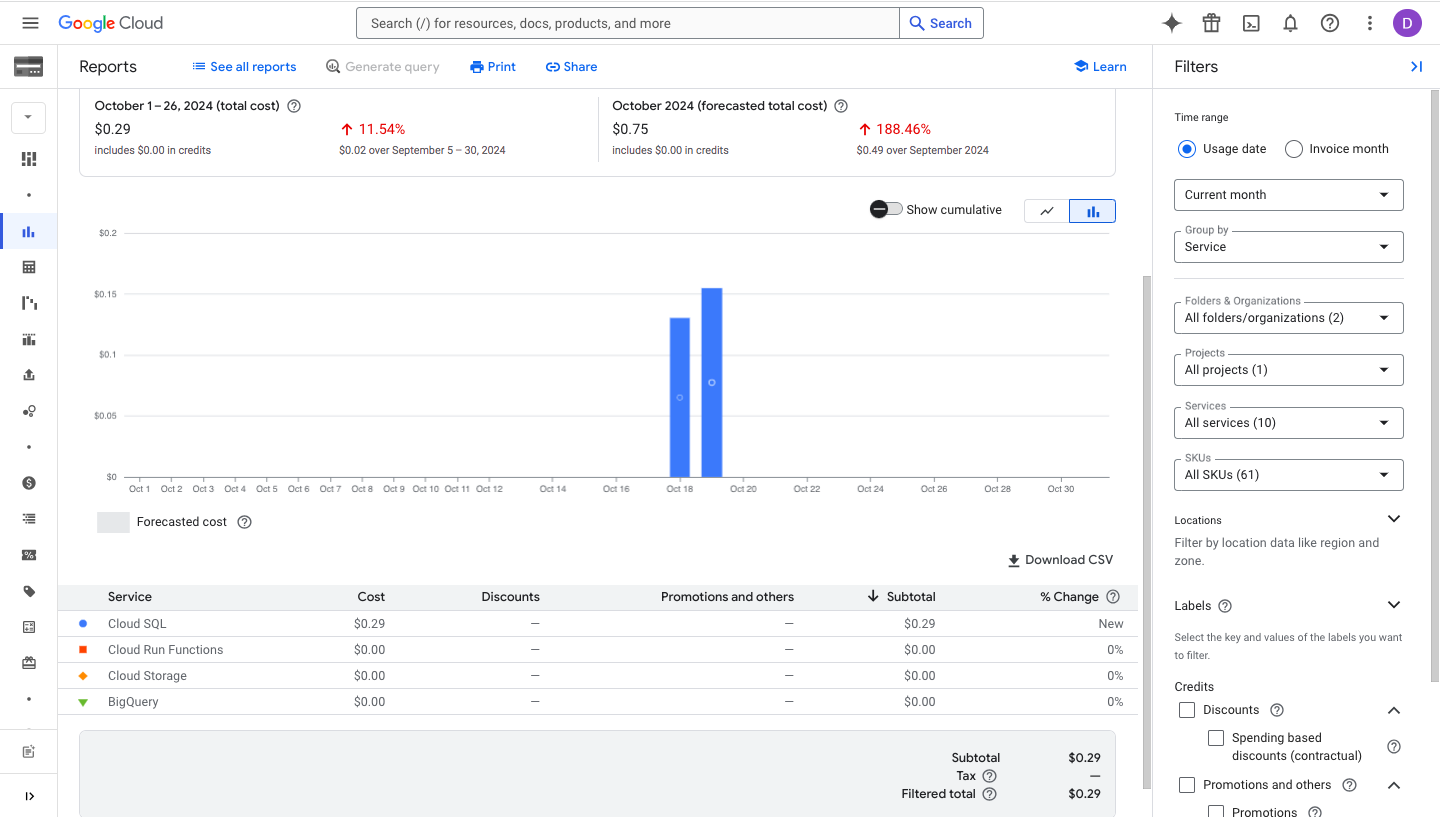 Google Cloud
Search (/) for resources, docs, products, and more
Search
D
Reports
See all reports
Generate query
Print
Share
Learn
Filters
October 1 – 26, 2024 (total cost)
$0.29
11.54%
includes $0.00 in credits
$0.02 over September 5 – 30, 2024
October 2024 (forecasted total cost)
$0.75
188.46%
includes $0.00 in credits
$0.49 over September 2024
Show cumulative
$0.2
$0.15
$0.1
$0.05
$0
Oct 1 Oct 2 Oct 3 Oct 4 Oct 5 Oct 6 Oct 7 Oct 8 Oct 9 Oct 10 Oct 11 Oct 12 Oct 14 Oct 16 Oct 18 Oct 20 Oct 22 Oct 24 Oct 26 Oct 28 Oct 30
Forecasted cost
Download CSV
Service Cost Discounts Promotions and others Subtotal % Change
Cloud SQL $0.29 — — $0.29 New
Cloud Run Functions $0.00 — — $0.00 0%
Cloud Storage $0.00 — — $0.00 0%
BigQuery $0.00 — — $0.00 0%
Subtotal $0.29
Tax —
Filtered total $0.29
Time range
Usage date
Invoice month
Current month
Group by
Service
Folders & Organizations
All folders/organizations (2)
Projects
All projects (1)
Services
All services (10)
SKUs
All SKUs (61)
Locations
Filter by location data like region and
zone.
Labels
Select the key and values of the labels you want
to filter.
Credits
Discounts
Spending based
discounts (contractual)
Promotions and others
Promotions